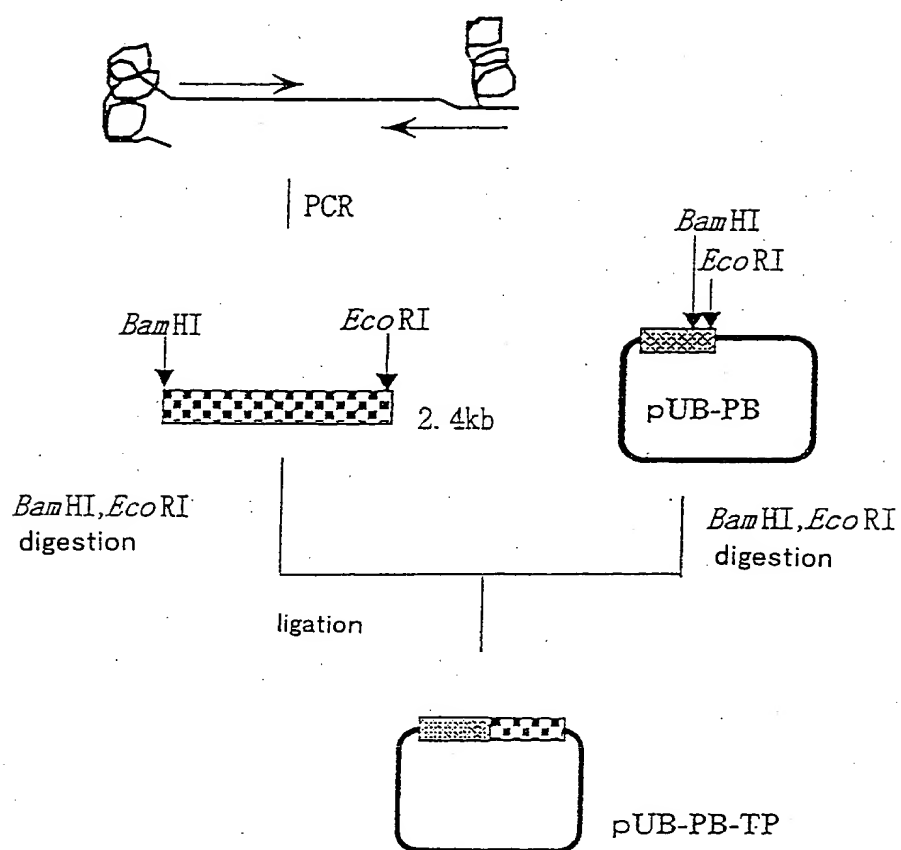 PCR
BamHI
EcoRI
BamHI
EcoRI
2.4kb
pUB-PB
BamHI,EcoRI
digestion
BamHI,EcoRI
digestion
ligation
pUB-PB-TP